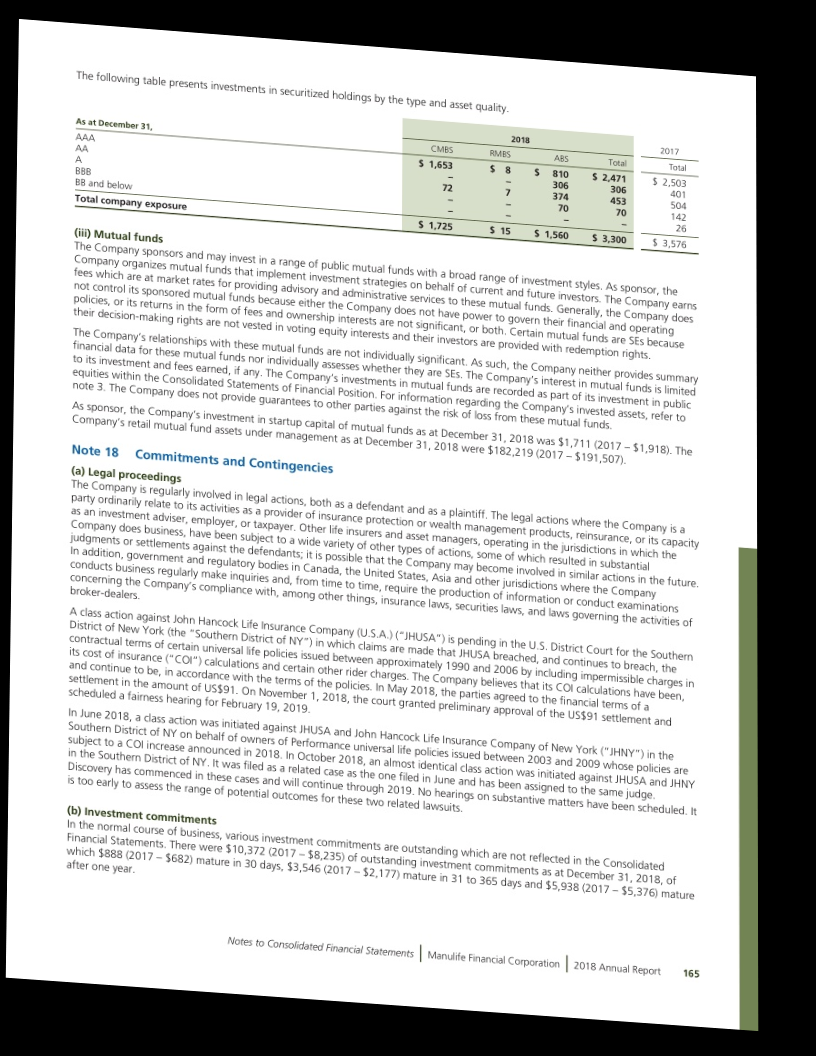 The following table presents investments in securitized holdings by the type and asset quality.
2018 2017
As at December 31, CMBS RMBS ABS Total Total
AAA $ 1,653 $ 8 $ 810 $ 2,471 $ 2,503
AA – – 306 306 401
A 72 7 374 453 504
BBB – – 70 70 142
BB and below – – – – 26
Total company exposure $ 1,725 $ 15 $ 1,560 $ 3,300 $ 3,576
(iii) Mutual funds
The Company sponsors and may invest in a range of public mutual funds with a broad range of investment styles. As sponsor, the
Company organizes mutual funds that implement investment strategies on behalf of current and future investors. The Company earns
fees which are at market rates for providing advisory and administrative services to these mutual funds. Generally, the Company does
not control its sponsored mutual funds because either the Company does not have power to govern their financial and operating
policies, or its returns in the form of fees and ownership interests are not significant, or both. Certain mutual funds are SEs because
their decision-making rights are not vested in voting equity interests and their investors are provided with redemption rights.
The Company's relationships with these mutual funds are not individually significant. As such, the Company neither provides summary
financial data for these mutual funds nor individually assesses whether they are SEs. The Company's interest in mutual funds is limited
to its investment and fees earned, if any. The Company's investments in mutual funds are recorded as part of its investment in public
equities within the Consolidated Statements of Financial Position. For information regarding the Company's invested assets, refer to
note 3. The Company does not provide guarantees to other parties against the risk of loss from these mutual funds.
As sponsor, the Company's investment in startup capital of mutual funds as at December 31, 2018 was $1,711 (2017 – $1,918). The
Company's retail mutual fund assets under management as at December 31, 2018 were $182,219 (2017 – $191,507).
Note 18 Commitments and Contingencies
(a) Legal proceedings
The Company is regularly involved in legal actions, both as a defendant and as a plaintiff. The legal actions where the Company is a
party ordinarily relate to its activities as a provider of insurance protection or wealth management products, reinsurance, or its capacity
as an investment adviser, employer, or taxpayer. Other life insurers and asset managers, operating in the jurisdictions in which the
Company does business, have been subject to a wide variety of other types of actions, some of which resulted in substantial
judgments or settlements against the defendants; it is possible that the Company may become involved in similar actions in the future.
In addition, government and regulatory bodies in Canada, the United States, Asia and other jurisdictions where the Company
conducts business regularly make inquiries and, from time to time, require the production of information or conduct examinations
concerning the Company's compliance with, among other things, insurance laws, securities laws, and laws governing the activities of
broker-dealers.
A class action against John Hancock Life Insurance Company (U.S.A.) ("JHUSA") is pending in the U.S. District Court for the Southern
District of New York (the "Southern District of NY") in which claims are made that JHUSA breached, and continues to breach, the
contractual terms of certain universal life policies issued between approximately 1990 and 2006 by including impermissible charges in
its cost of insurance ("COI") calculations and certain other rider charges. The Company believes that its COI calculations have been,
and continue to be, in accordance with the terms of the policies. In May 2018, the parties agreed to the financial terms of a
settlement in the amount of US$91. On November 1, 2018, the court granted preliminary approval of the US$91 settlement and
scheduled a fairness hearing for February 19, 2019.
In June 2018, a class action was initiated against JHUSA and John Hancock Life Insurance Company of New York ("JHNY") in the
Southern District of NY on behalf of owners of Performance universal life policies issued between 2003 and 2009 whose policies are
subject to a COI increase announced in 2018. In October 2018, an almost identical class action was initiated against JHUSA and JHNY
in the Southern District of NY. It was filed as a related case as the one filed in June and has been assigned to the same judge.
Discovery has commenced in these cases and will continue through 2019. No hearings on substantive matters have been scheduled. It
is too early to assess the range of potential outcomes for these two related lawsuits.
(b) Investment commitments
In the normal course of business, various investment commitments are outstanding which are not reflected in the Consolidated
Financial Statements. There were $10,372 (2017 – $8,235) of outstanding investment commitments as at December 31, 2018, of
which $888 (2017 – $682) mature in 30 days, $3,546 (2017 – $2,177) mature in 31 to 365 days and $5,938 (2017 – $5,376) mature
after one year.
Notes to Consolidated Financial Statements | Manulife Financial Corporation | 2018 Annual Report 165